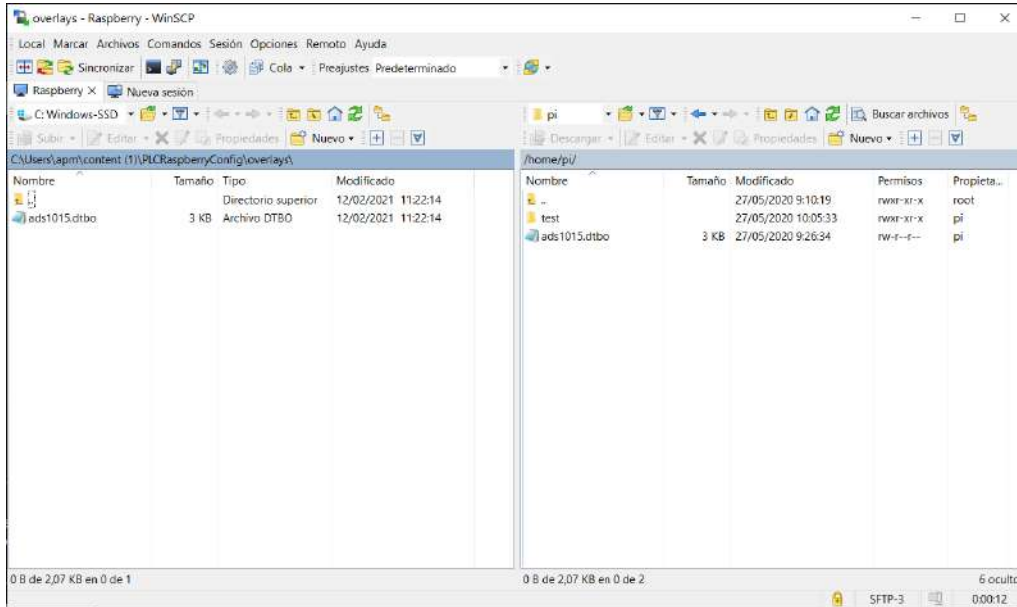 overlays - Raspberry - WinSCP
Local Marcar Archivos Comandos Sesión Opciones Remoto Ayuda
Sincronizar Cola Preajustes Predeterminado
Raspberry Nueva sesión
C: Windows-SSD
pi Buscar archivos
Subir Editar Propiedades Nuevo
Descargar Editar Propiedades Nuevo
C:\Users\apm\content (1)\PLCRaspberryConfig\overlays\
/home/pi/
Nombre Tamaño Tipo Modificado
.. Directorio superior 12/02/2021 11:22:14
ads1015.dtbo 3 KB Archivo DTBO 12/02/2021 11:22:14
Nombre Tamaño Modificado Permisos Propieta...
.. 27/05/2020 9:10:19 rwxr-xr-x root
test 27/05/2020 10:05:33 rwxr-xr-x pi
ads1015.dtbo 3 KB 27/05/2020 9:26:34 rw-r--r-- pi
0 B de 2,07 KB en 0 de 1
0 B de 2,07 KB en 0 de 2
6 oculto
SFTP-3 0:00:12